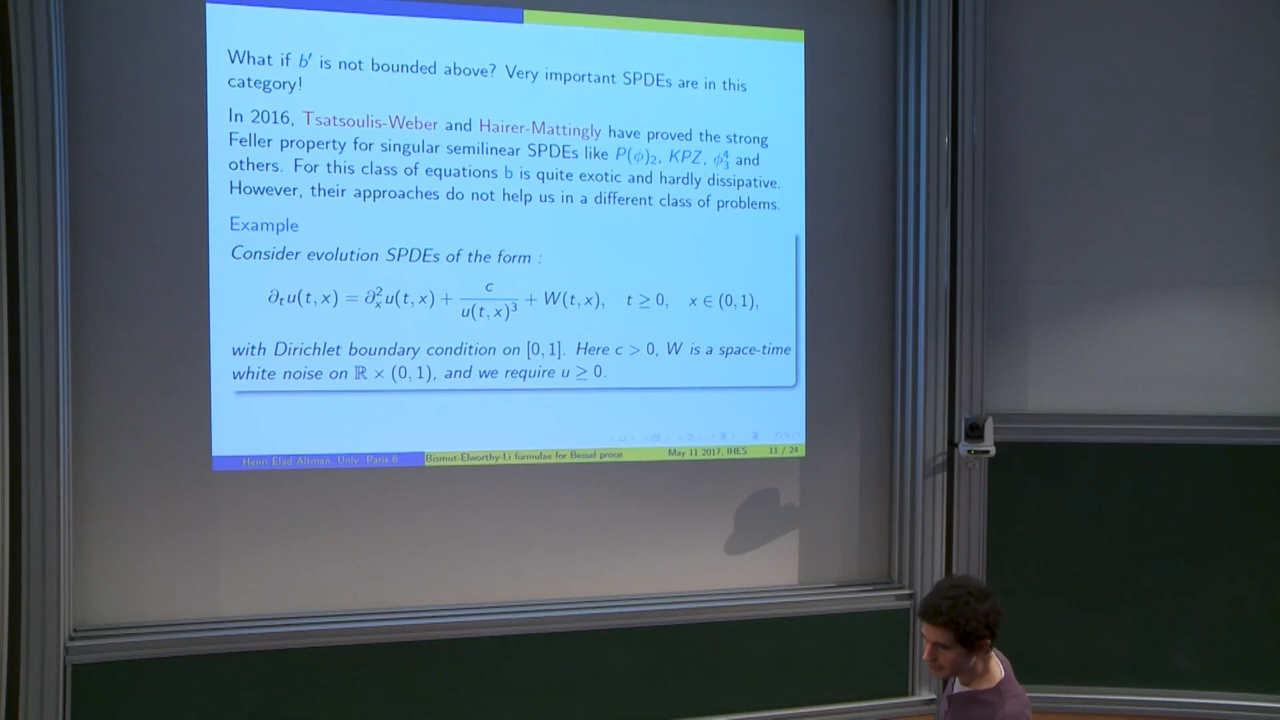 What if b′ is not bounded above? Very important SPDEs are in this
category!
In 2016, Tsatsoulis-Weber and Hairer-Mattingly have proved the strong
Feller property for singular semilinear SPDEs like P(ϕ)₂, KPZ, ϕ⁴₃ and
others. For this class of equations b is quite exotic and hardly dissipative.
However, their approaches do not help us in a different class of problems.
Example
Consider evolution SPDEs of the form :
∂ₜu(t, x) = ∂²ₓu(t, x) + c/u(t, x)³ + W(t, x), t ≥ 0, x ∈ (0, 1),
with Dirichlet boundary condition on [0, 1]. Here c > 0, W is a space-time
white noise on ℝ × (0, 1), and we require u ≥ 0.
Henri Elad Altman, Univ. Paris 6 Bismut-Elworthy-Li formulae for Bessel proce May 11 2017, IHES 11 / 24